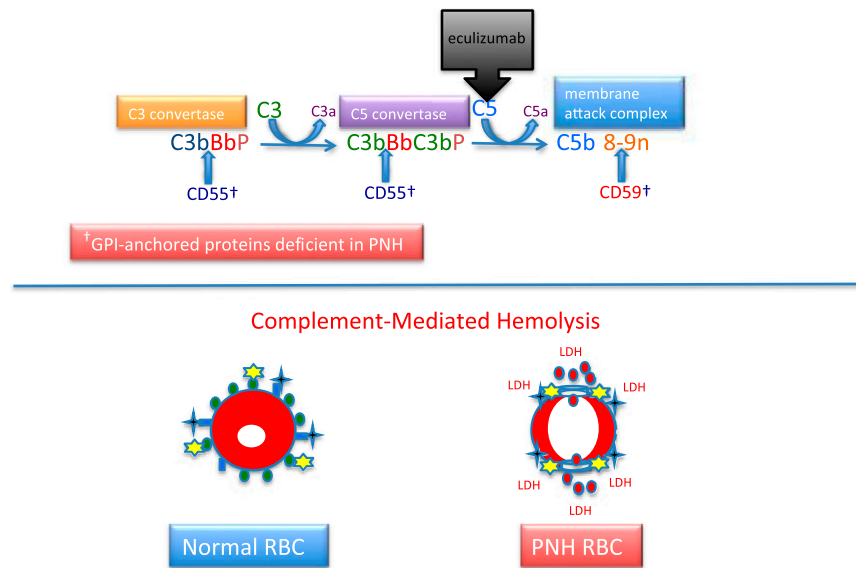 eculizumab
C3 convertase
C3
C3a
C5 convertase
C5
C5a
membrane
attack complex
C3bBbP
C3bBbC3bP
C5b 8-9n
CD55†
CD55†
CD59†
†GPI-anchored proteins deficient in PNH
Complement-Mediated Hemolysis
LDH
LDH
LDH
LDH
LDH
LDH
Normal RBC
PNH RBC